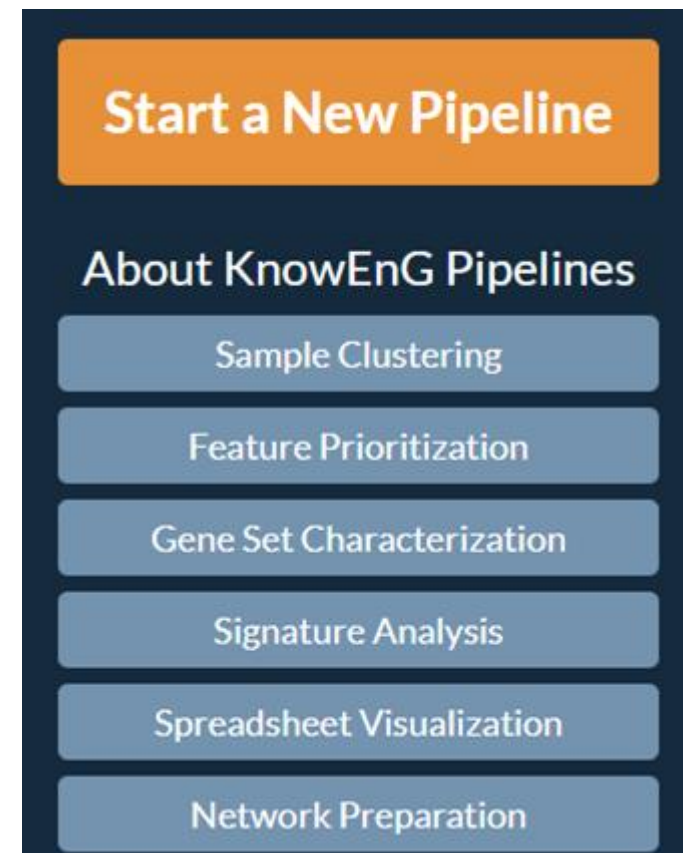 Start a New Pipeline
About KnowEnG Pipelines
Sample Clustering
Feature Prioritization
Gene Set Characterization
Signature Analysis
Spreadsheet Visualization
Network Preparation